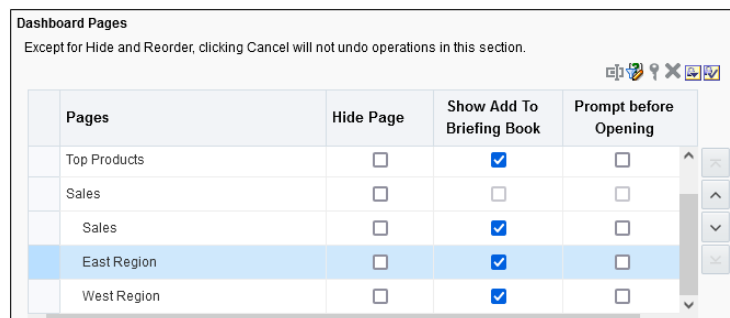 Dashboard Pages
Except for Hide and Reorder, clicking Cancel will not undo operations in this section.
Pages
Hide Page
Show Add To
Briefing Book
Prompt before
Opening
Top Products
Sales
Sales
East Region
West Region